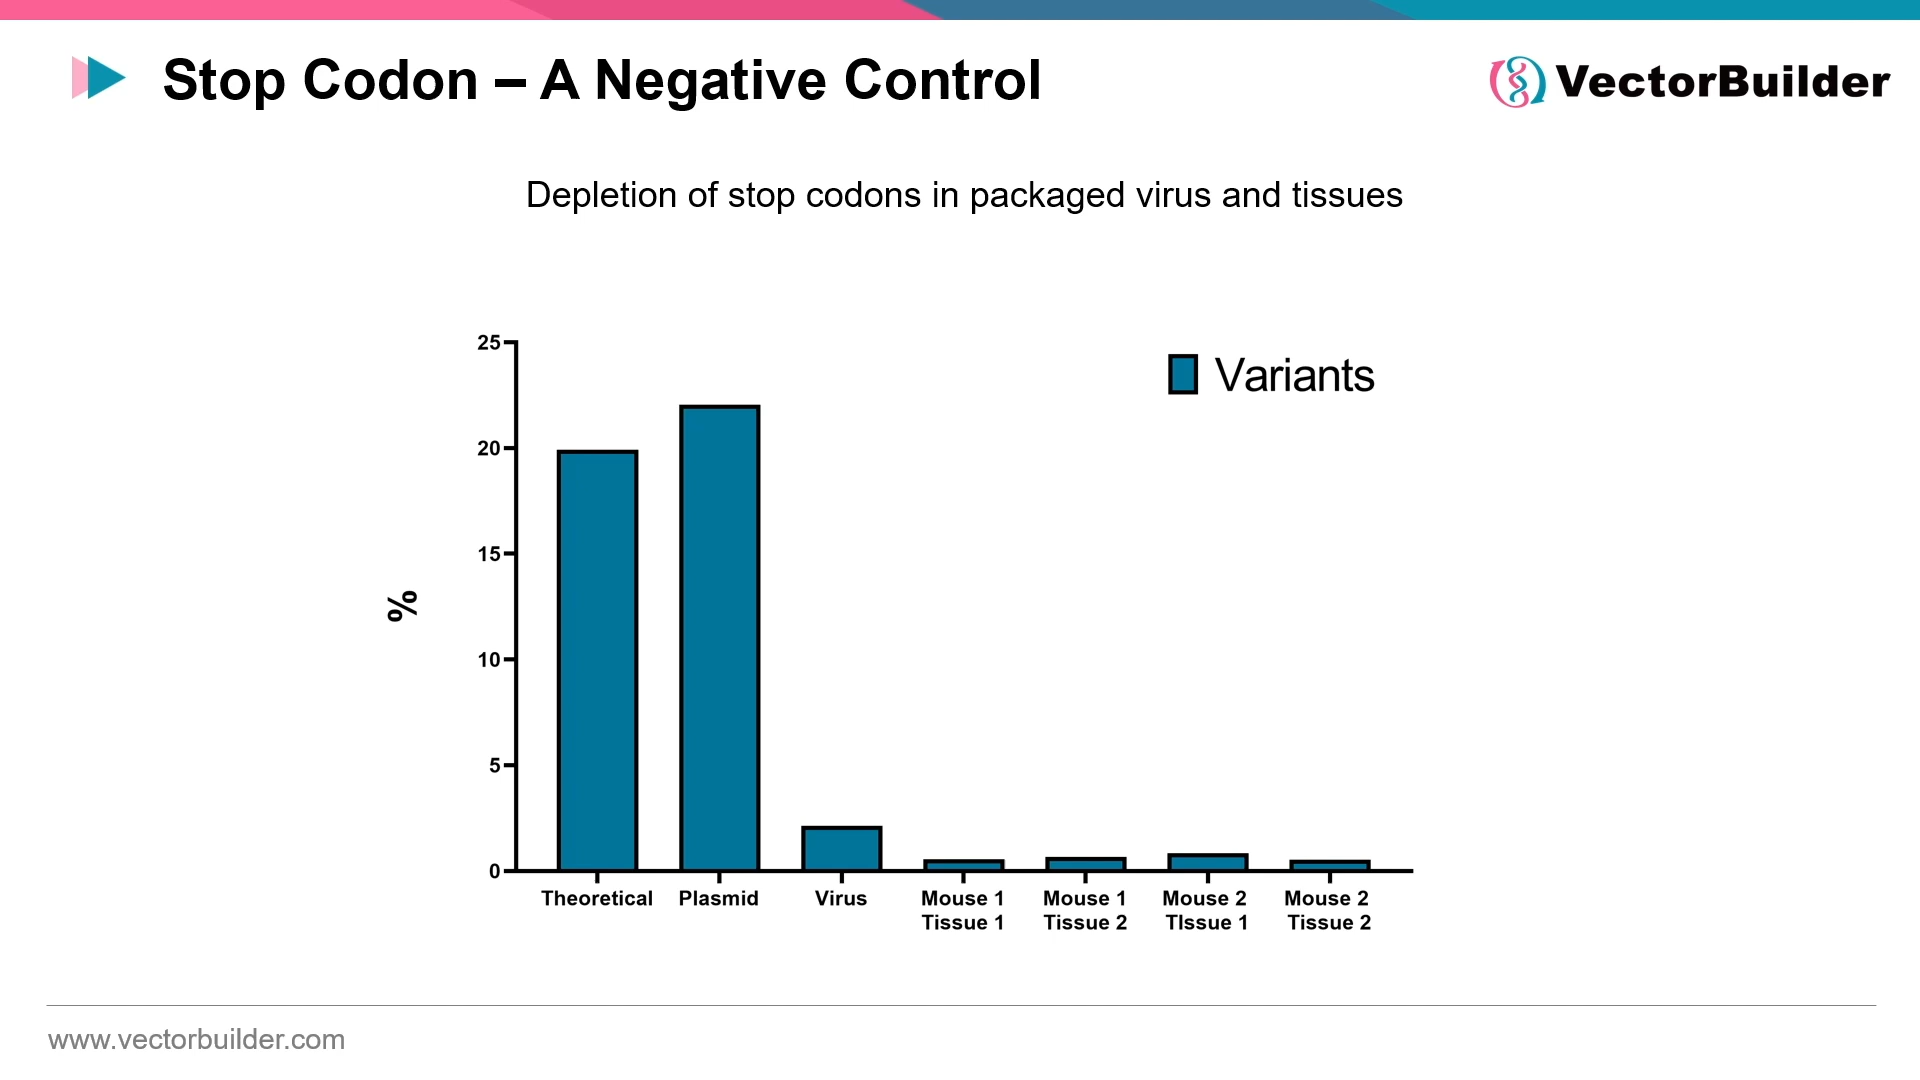 Stop Codon – A Negative Control
VectorBuilder
Depletion of stop codons in packaged virus and tissues
Variants
%
25
20
15
10
5
0
Theoretical
Plasmid
Virus
Mouse 1
Tissue 1
Mouse 1
Tissue 2
Mouse 2
TIssue 1
Mouse 2
Tissue 2
www.vectorbuilder.com